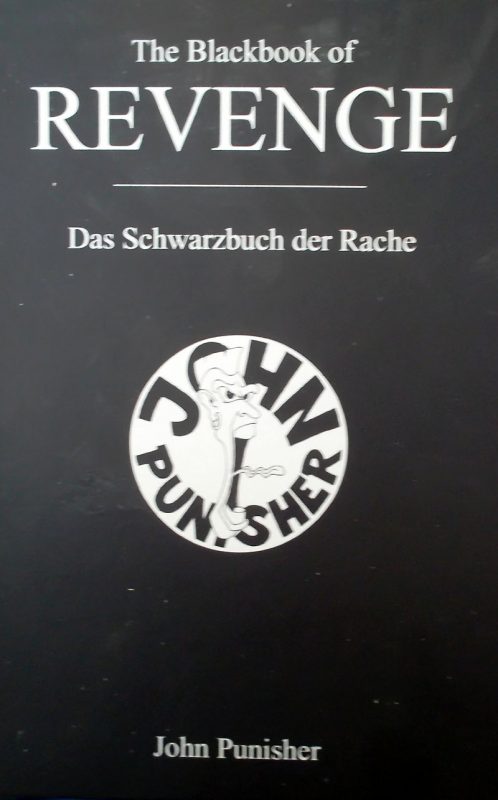 The Blackbook of
REVENGE
Das Schwarzbuch der Rache
JOHN
PUNISHER
John Punisher